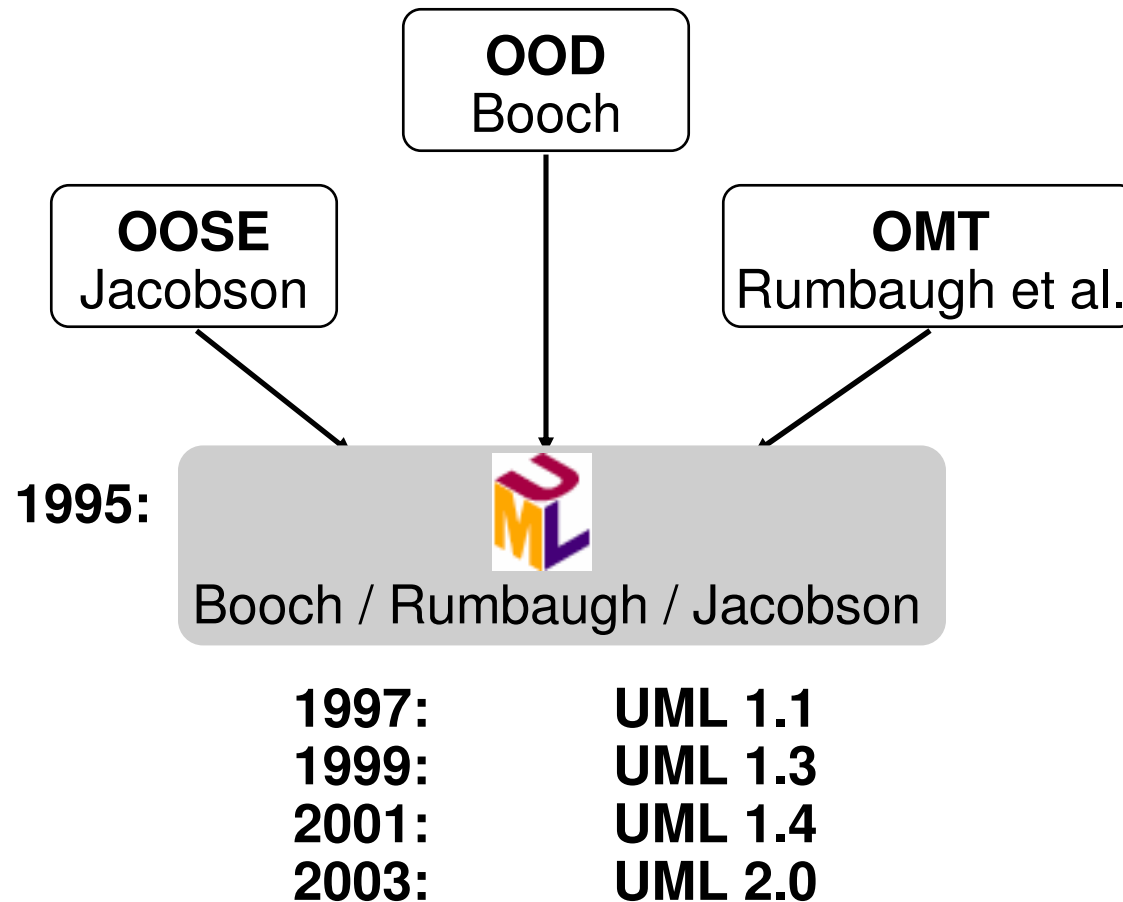 OOD
Booch
OOSE
Jacobson
OMT
Rumbaugh et al.
1995:
UML
Booch / Rumbaugh / Jacobson
1997: UML 1.1
1999: UML 1.3
2001: UML 1.4
2003: UML 2.0